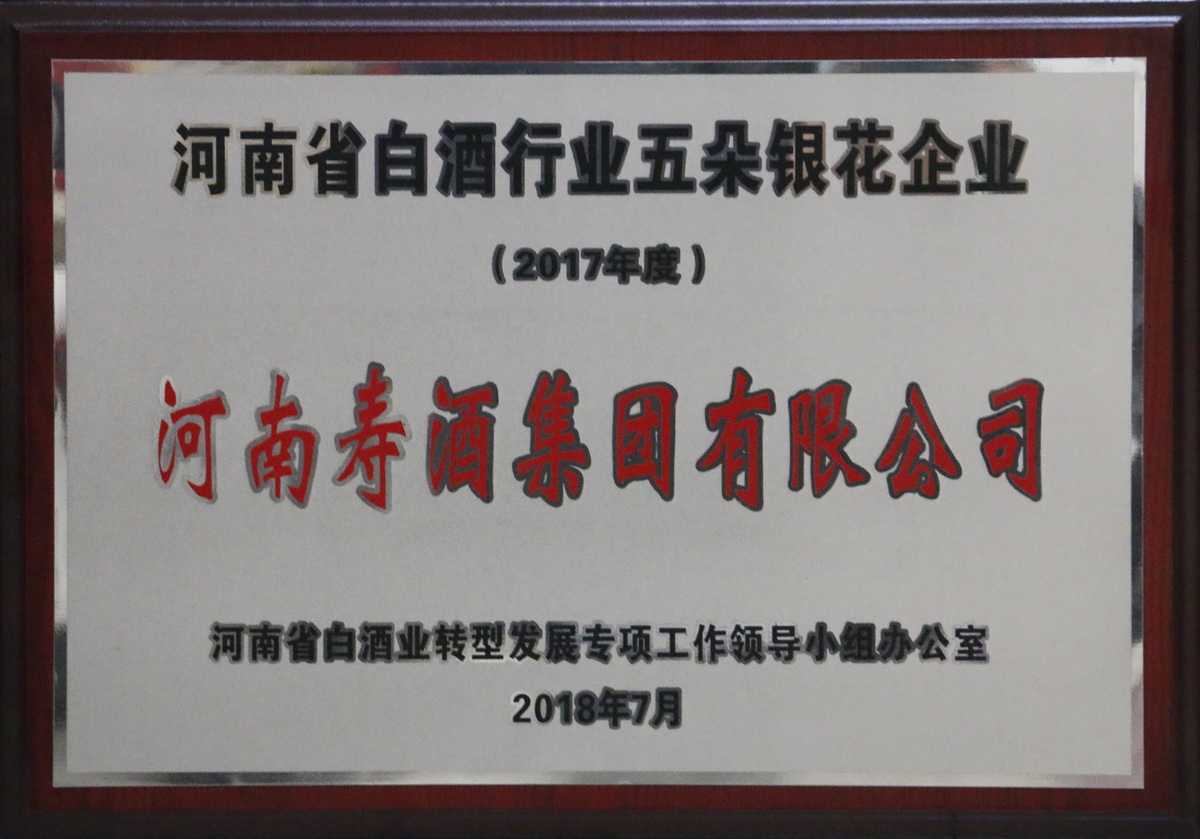 河南省白酒行业五朵银花企业
（2017年度）
河南寿酒集团有限公司
河南省白酒业转型发展专项工作领导小组办公室
2018年7月